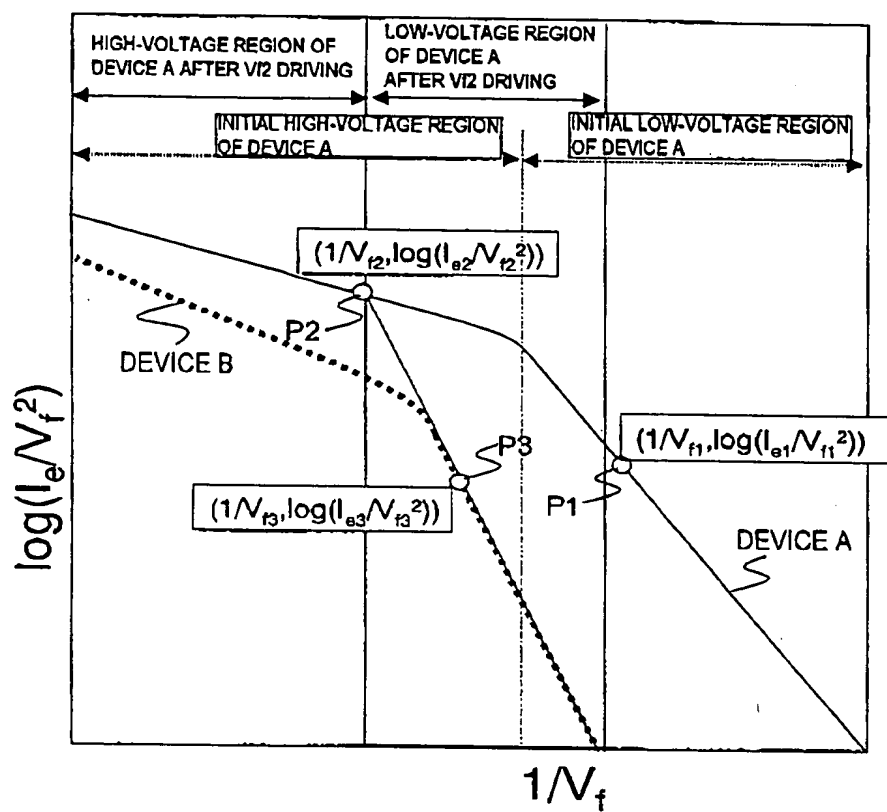 HIGH-VOLTAGE REGION OF
DEVICE A AFTER Vf2 DRIVING
LOW-VOLTAGE REGION
OF DEVICE A
AFTER Vf2 DRIVING
INITIAL HIGH-VOLTAGE REGION
OF DEVICE A
INITIAL LOW-VOLTAGE REGION
OF DEVICE A
(1/Vf2,log(Ie2/Vf2²))
P2
DEVICE B
P3
(1/Vf1,log(Ie1/Vf1²))
(1/Vf3,log(Ie3/Vf3²))
P1
DEVICE A
log(Ie/Vf²)
1/Vf